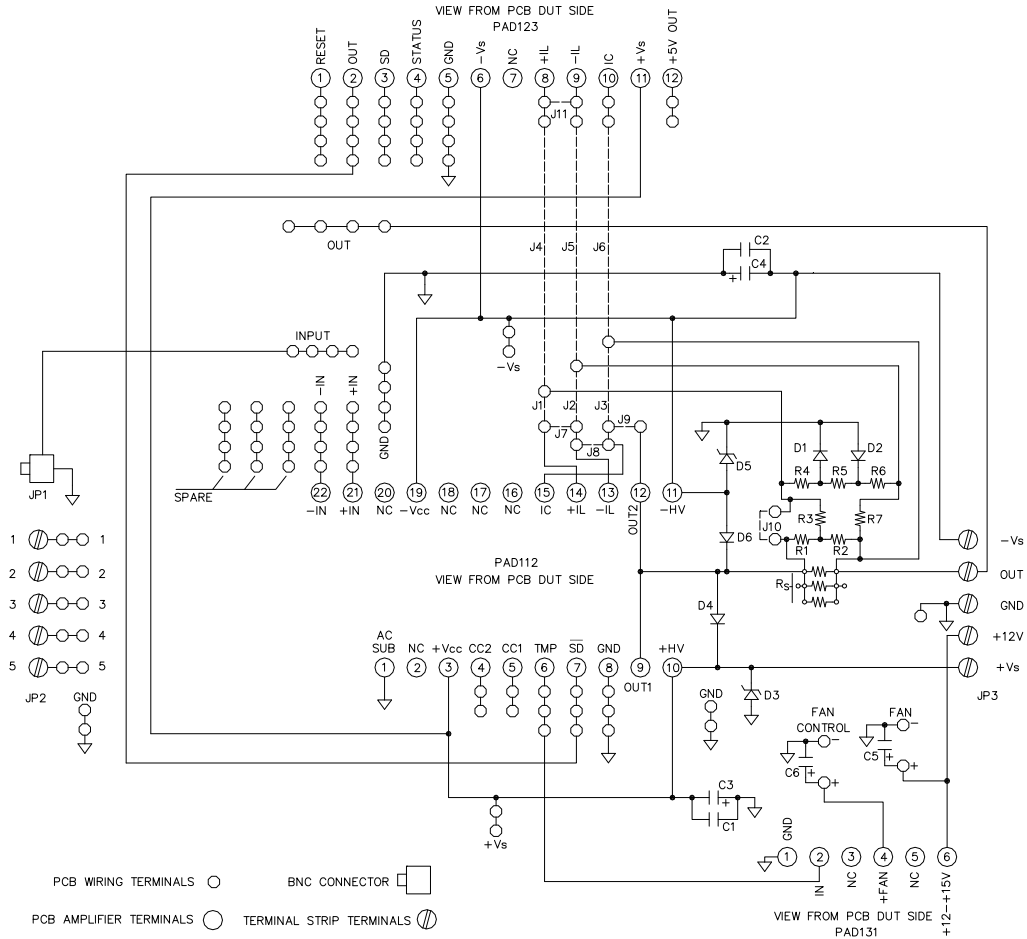 VIEW FROM PCB DUT SIDE
PAD123
RESET
OUT
SD
STATUS
GND
-Vs
NC
+IL
-IL
IC
+Vs
+5V OUT
1 2 3 4 5 6 7 8 9 10 11 12
J11
OUT
J4
J5
J6
C2
C4
+
INPUT
-Vs
-IN
+IN
GND
J1
J2
J3
J9
J7
J8
D5
D1
D2
R4
R5
R6
SPARE
JP1
22 21 20 19 18 17 16 15 14 13 12 11
-IN
+IN
NC
-Vcc
NC
NC
NC
IC
+IL
-IL
OUT2
-HV
J10
R3
R7
D6
R1
R2
1 1
2 2
3 3
4 4
5 5
JP2
GND
PAD112
VIEW FROM PCB DUT SIDE
RS
D4
-Vs
OUT
GND
+12V
+Vs
JP3
AC
SUB
NC
+Vcc
CC2
CC1
TMP
SD
GND
OUT1
+HV
1 2 3 4 5 6 7 8 9 10
GND
D3
FAN
CONTROL
-
C6
+
+
FAN
-
C5
+
+
C3
+
C1
+Vs
GND
1 2 3 4 5 6
IN
NC
+FAN
NC
+12-+15V
VIEW FROM PCB DUT SIDE
PAD131
PCB WIRING TERMINALS
BNC CONNECTOR
PCB AMPLIFIER TERMINALS
TERMINAL STRIP TERMINALS